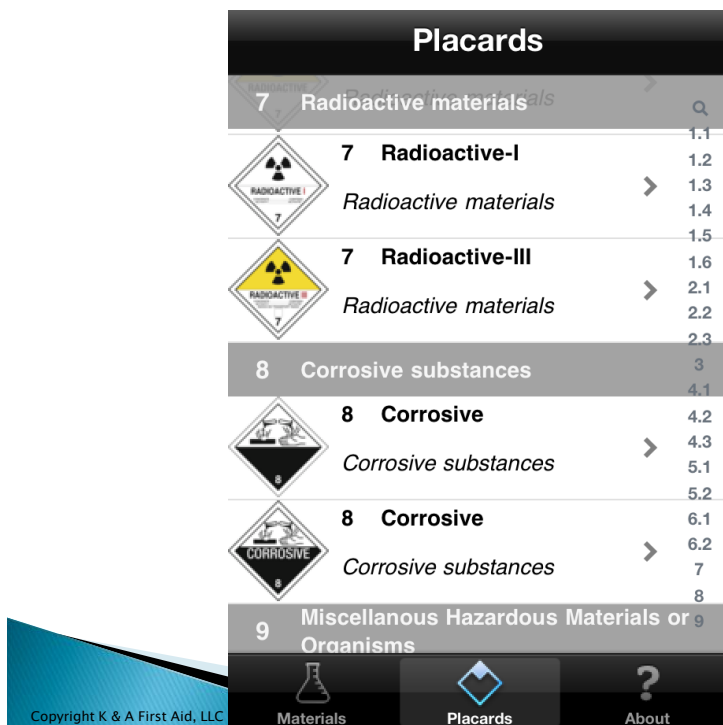 Placards
RADIOACTIVE
Radioactive materials
7 Radioactive materials
7
7 Radioactive-I
Radioactive materials
RADIOACTIVE I
7
7 Radioactive-III
Radioactive materials
RADIOACTIVE III
7
8 Corrosive substances
8 Corrosive
Corrosive substances
8
8 Corrosive
Corrosive substances
CORROSIVE
8
9 Miscellanous Hazardous Materials or
Organisms
1.1
1.2
1.3
1.4
1.5
1.6
2.1
2.2
2.3
3
4.1
4.2
4.3
5.1
5.2
6.1
6.2
7
8
9
Materials
Placards
About
Copyright K & A First Aid, LLC